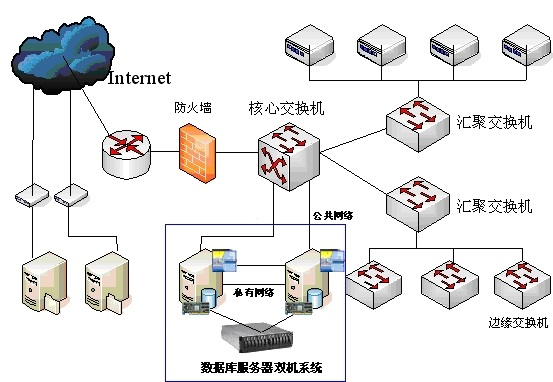 Internet
防火墙
核心交换机
汇聚交换机
汇聚交换机
公共网络
私有网络
边缘交换机
数据库服务器双机系统